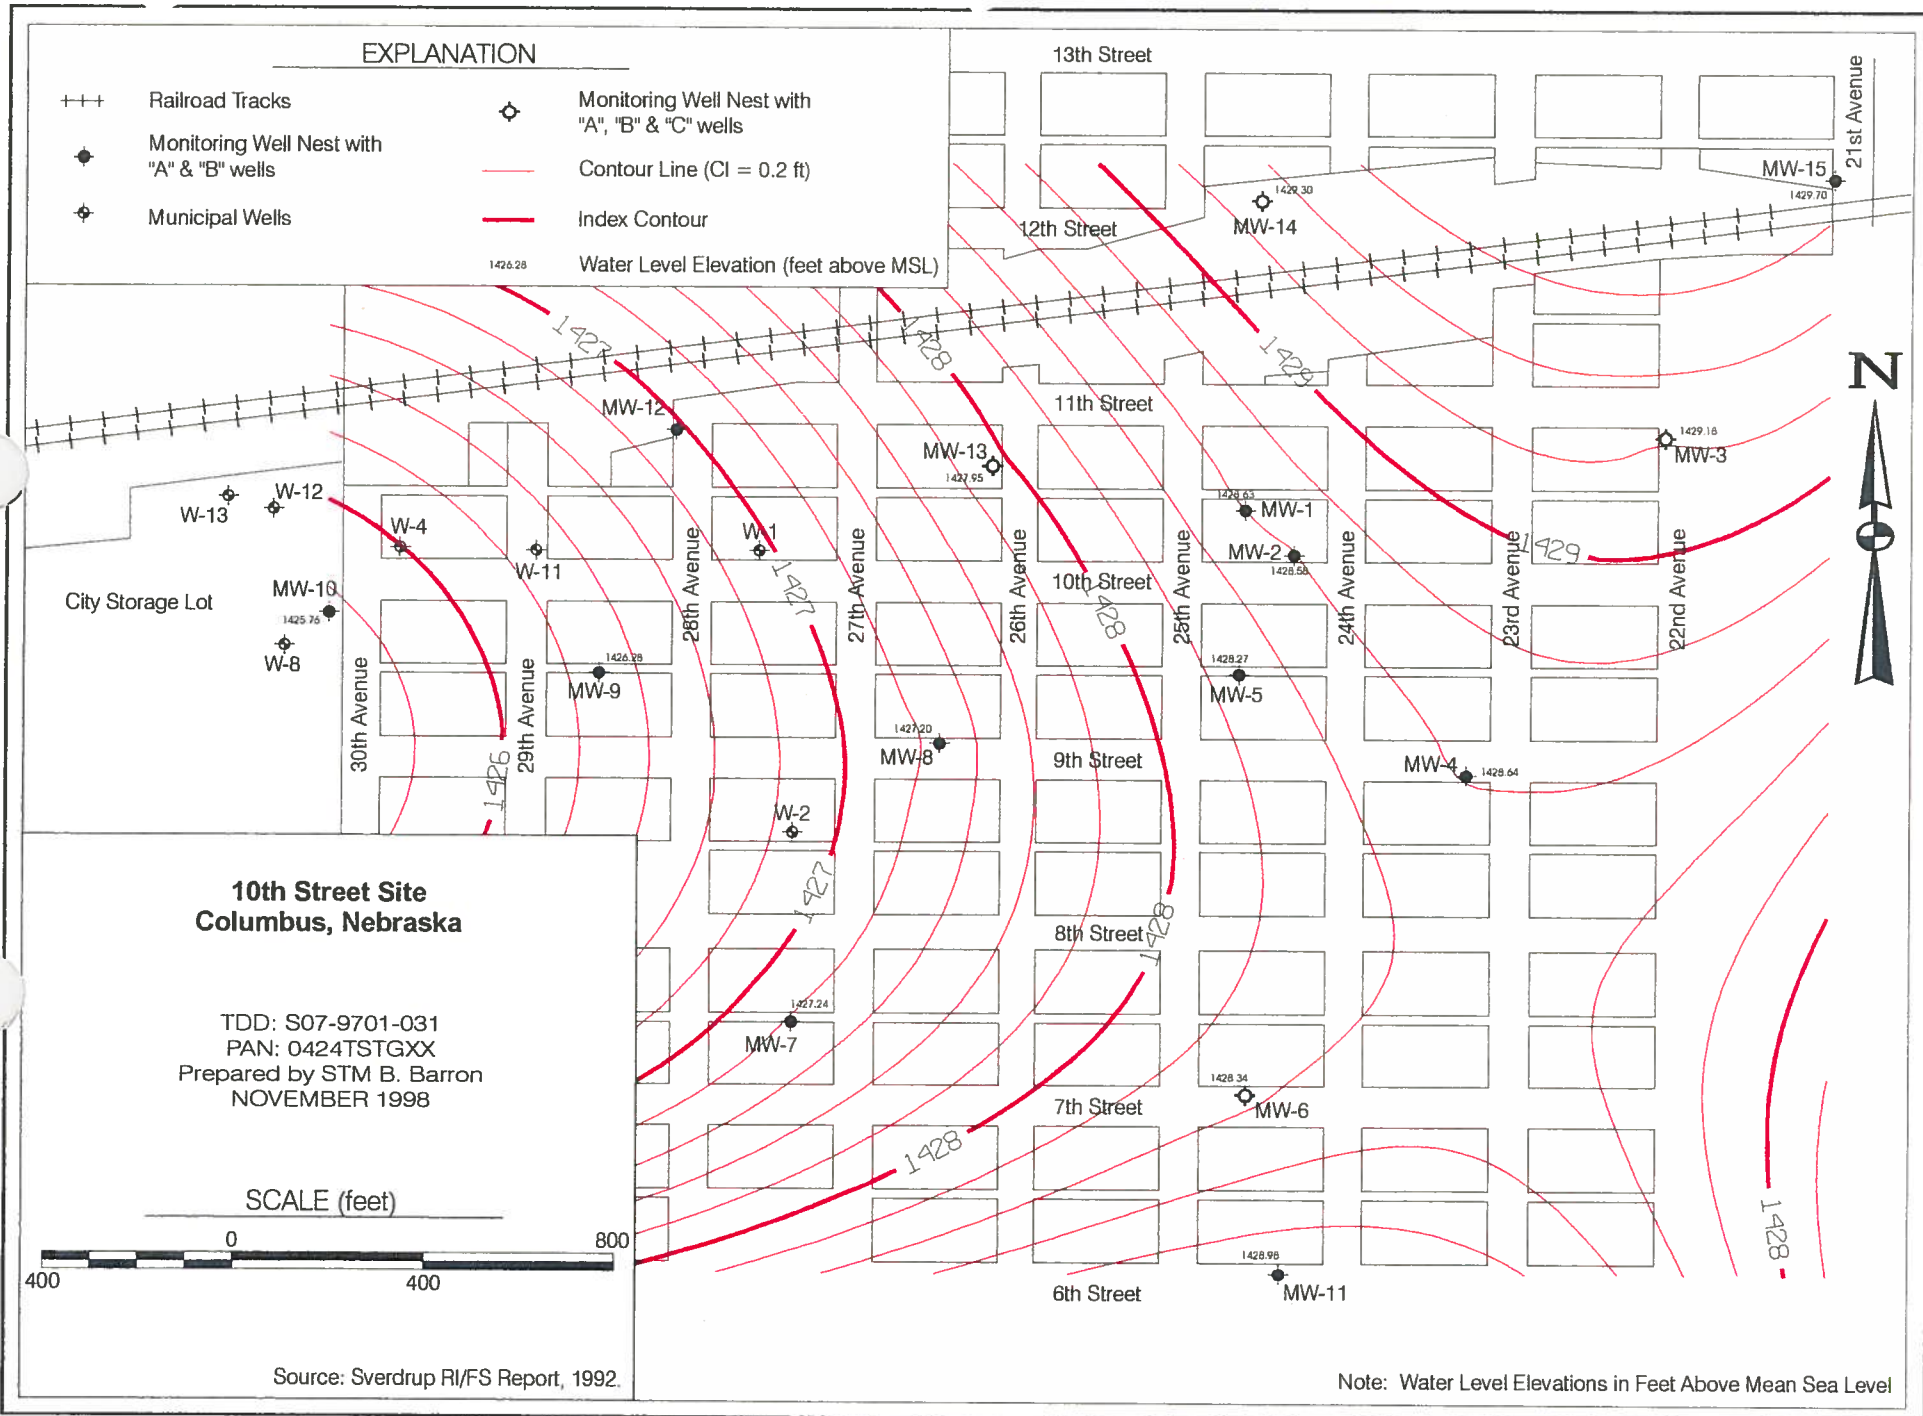 EXPLANATION
Railroad Tracks
Monitoring Well Nest with
"A" & "B" wells
Municipal Wells
Monitoring Well Nest with
"A", "B" & "C" wells
Contour Line (CI = 0.2 ft)
Index Contour
1426.28
Water Level Elevation (feet above MSL)
13th Street
21st Avenue
MW-15
1429.70
1429.30
MW-14
12th Street
1427
1428
1429
N
11th Street
MW-12
MW-13
1427.95
1429.18
MW-3
W-12
W-13
W-4
W-11
W-1
1428.63
MW-1
MW-2
1428.58
1429
10th Street
City Storage Lot
MW-10
1425.76
W-8
1427
1428
28th Avenue
27th Avenue
26th Avenue
25th Avenue
24th Avenue
23rd Avenue
22nd Avenue
30th Avenue
29th Avenue
1426.28
MW-9
1428.27
MW-5
1427.20
MW-8
9th Street
MW-4
1428.64
1426
W-2
1427
1428
8th Street
10th Street Site
Columbus, Nebraska
TDD: S07-9701-031
PAN: 0424TSTGXX
Prepared by STM B. Barron
NOVEMBER 1998
1427.24
MW-7
1428.34
MW-6
7th Street
1428
1428
SCALE (feet)
0
800
400
400
1428.98
MW-11
6th Street
Source: Sverdrup RI/FS Report, 1992.
Note: Water Level Elevations in Feet Above Mean Sea Level